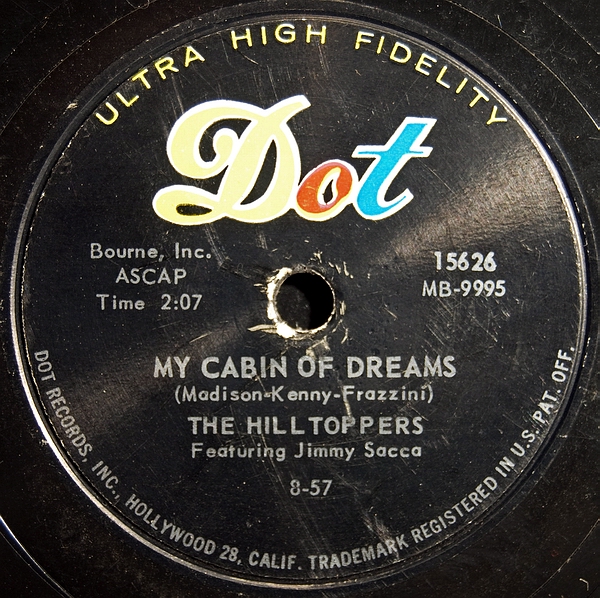 ULTRA HIGH FIDELITY
Dot
Bourne, Inc.
ASCAP
Time 2:07
15626
MB-9995
MY CABIN OF DREAMS
(Madison-Kenny-Frazzini)
THE HILLTOPPERS
Featuring Jimmy Sacca
8-57
DOT RECORDS, INC., HOLLYWOOD 28, CALIF. TRADEMARK REGISTERED IN U.S. PAT. OFF.